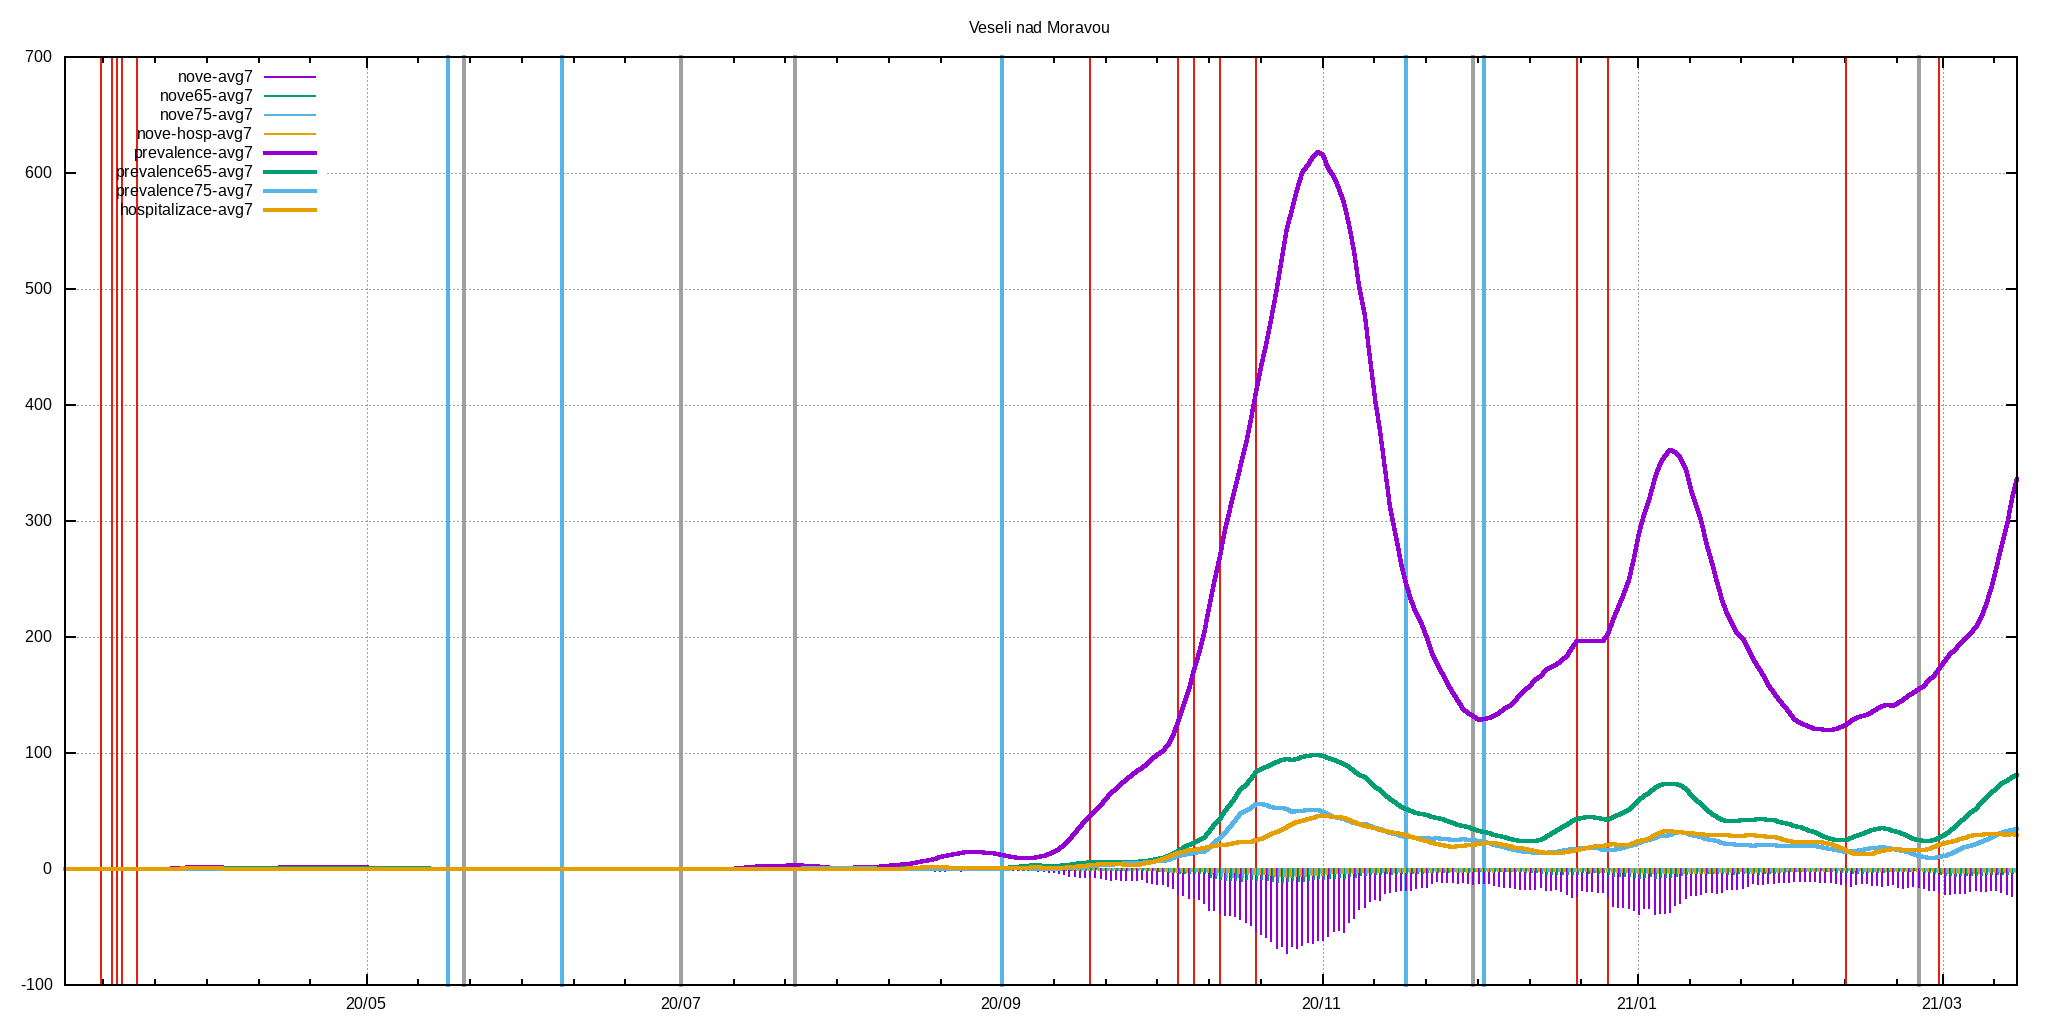 Veseli nad Moravou
700
600
500
400
300
200
100
0
-100
nove-avg7
nove65-avg7
nove75-avg7
nove-hosp-avg7
prevalence-avg7
prevalence65-avg7
prevalence75-avg7
hospitalizace-avg7
20/05
20/07
20/09
20/11
21/01
21/03